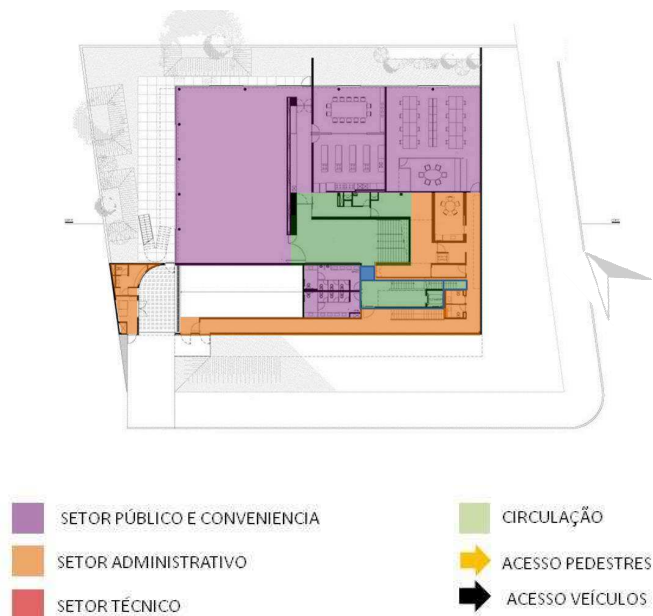 SETOR PÚBLICO E CONVENIENCIA
SETOR ADMINISTRATIVO
SETOR TÉCNICO
CIRCULAÇÃO
ACESSO PEDESTRES
ACESSO VEÍCULOS